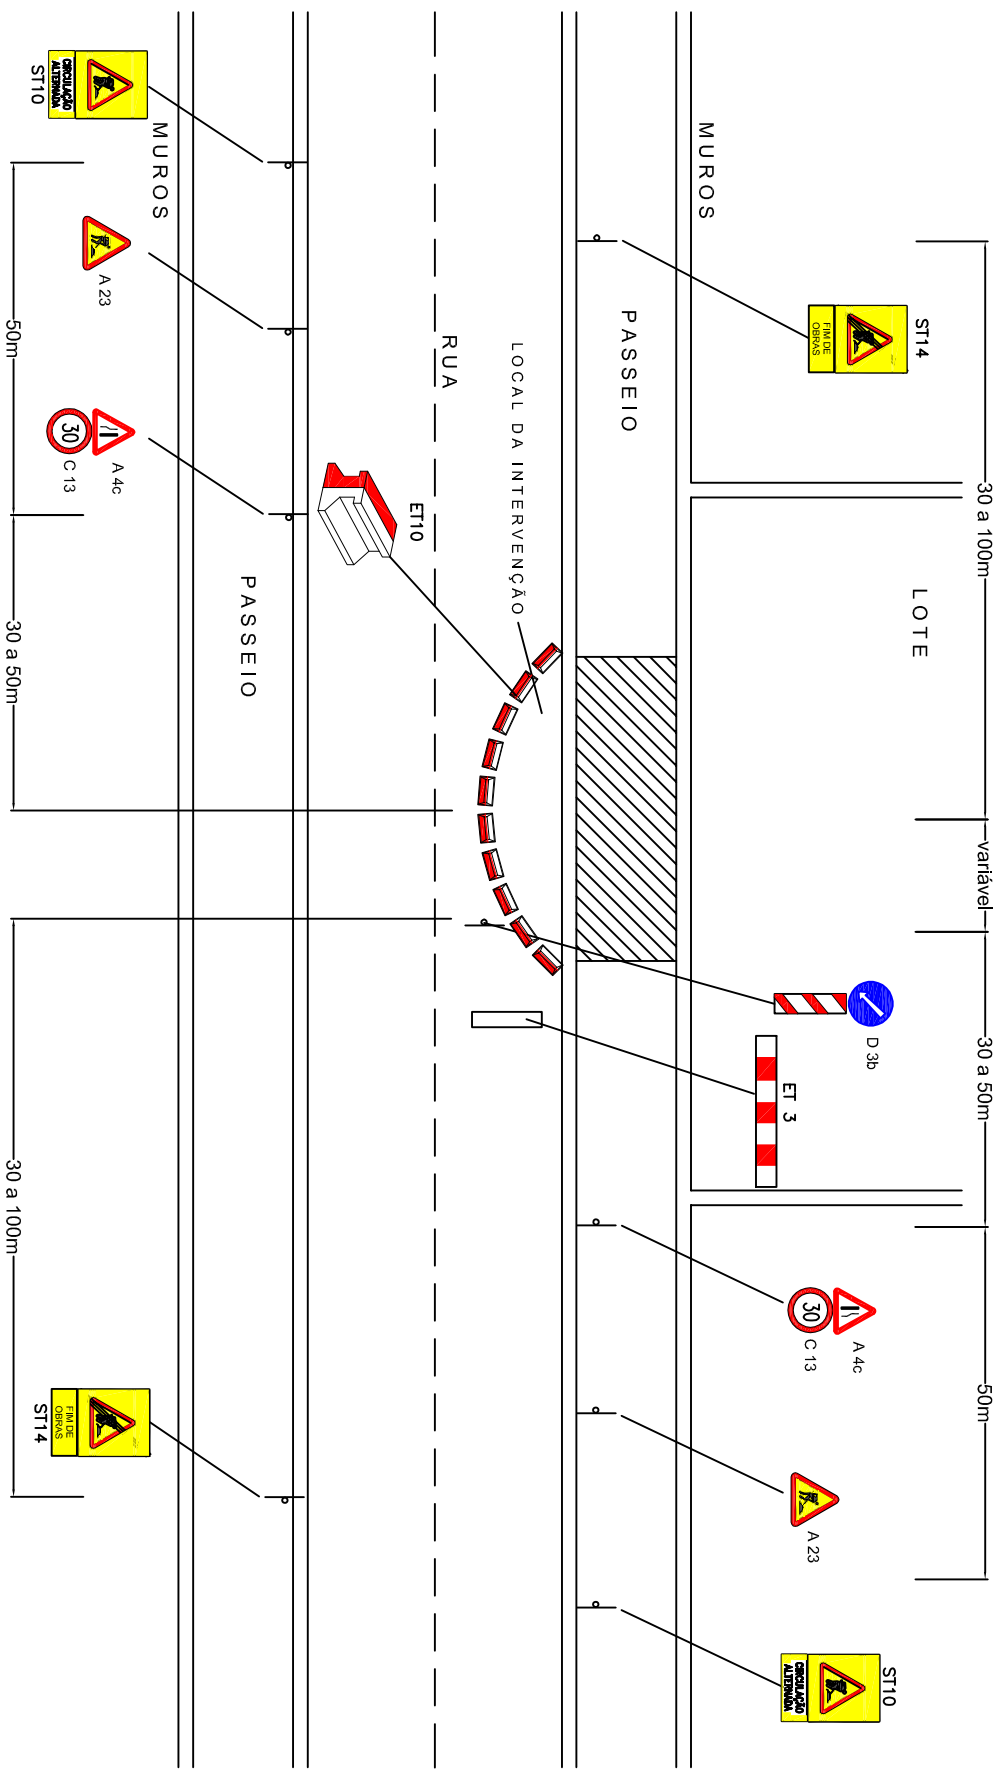 30 a 100m
variável
30 a 50m
50m
ST14
FIM DE
OBRAS
LOTE
D 3b
ET 3
A 4c
30
C 13
A 23
ST10
CIRCULAÇÃO
ALTERNADA
MUROS
PASSEIO
LOCAL DA INTERVENÇÃO
RUA
ET10
PASSEIO
MUROS
CIRCULAÇÃO
ALTERNADA
ST10
A 23
A 4c
30
C 13
FIM DE
OBRAS
ST14
50m
30 a 50m
30 a 100m